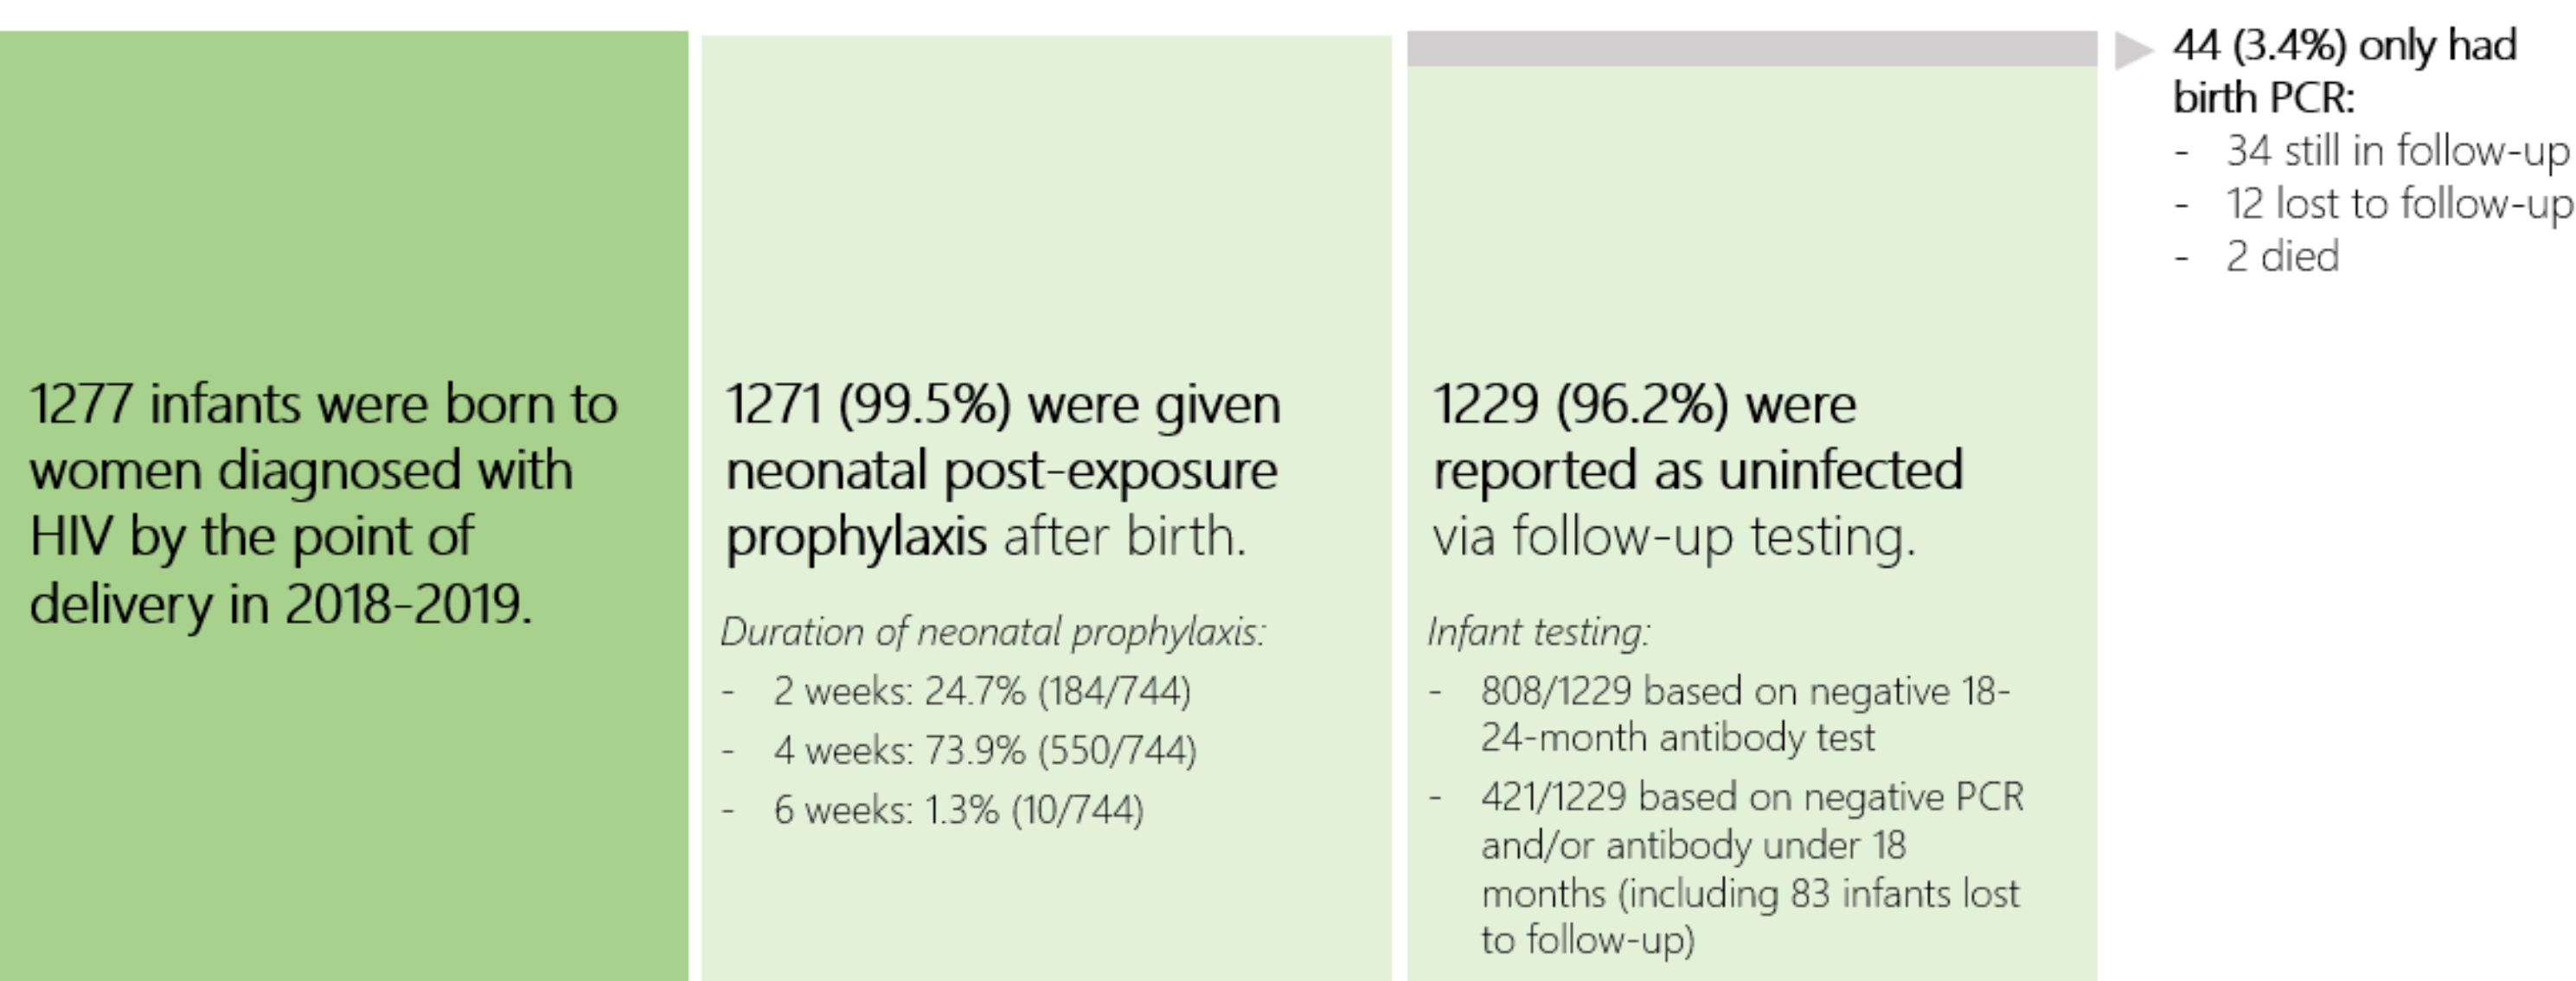 1277 infants were born to
women diagnosed with
HIV by the point of
delivery in 2018-2019.
1271 (99.5%) were given
neonatal post-exposure
prophylaxis after birth.
Duration of neonatal prophylaxis:
- 2 weeks: 24.7% (184/744)
- 4 weeks: 73.9% (550/744)
- 6 weeks: 1.3% (10/744)
1229 (96.2%) were
reported as uninfected
via follow-up testing.
Infant testing:
- 808/1229 based on negative 18-
24-month antibody test
- 421/1229 based on negative PCR
and/or antibody under 18
months (including 83 infants lost
to follow-up)
44 (3.4%) only had
birth PCR:
- 34 still in follow-up
- 12 lost to follow-up
- 2 died